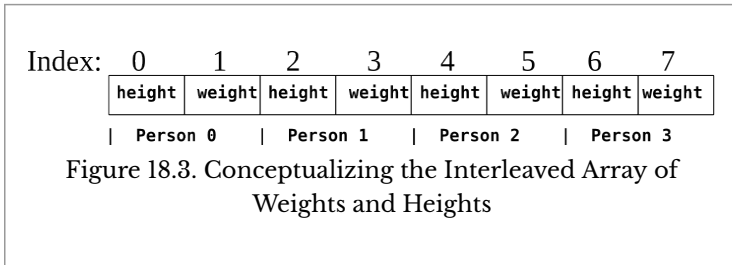 Index: 0 1 2 3 4 5 6 7
height weight height weight height weight height weight
| Person 0 | Person 1 | Person 2 | Person 3
Figure 18.3. Conceptualizing the Interleaved Array of
Weights and Heights